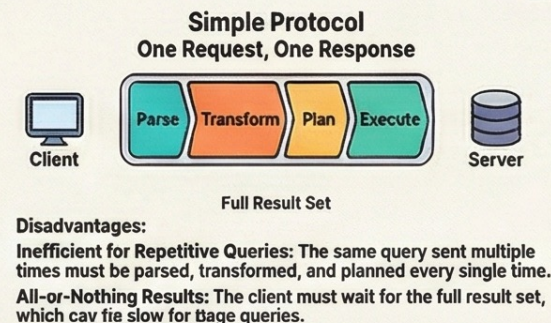 Simple Protocol
One Request, One Response
Parse Transform Plan Execute
Client
Server
Full Result Set
Disadvantages:
Inefficient for Repetitive Queries: The same query sent multiple
times must be parsed, transformed, and planned every single time.
All-or-Nothing Results: The client must wait for the full result set,
which cay fie slow for queries.